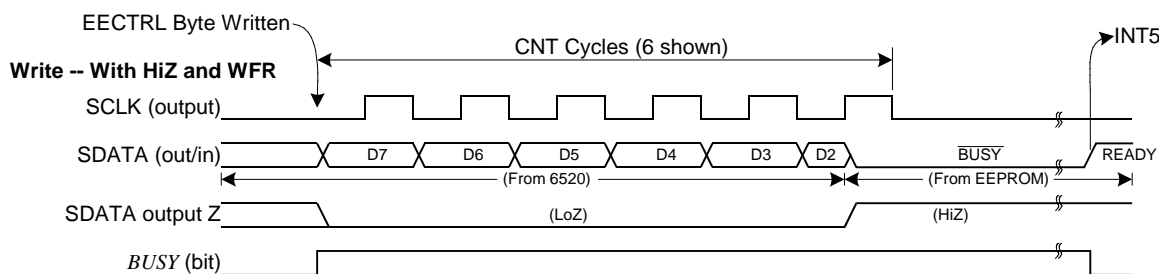 EECTRL Byte Written
INT5
CNT Cycles (6 shown)
Write -- With HiZ and WFR
SCLK (output)
SDATA (out/in) D7 D6 D5 D4 D3 D2 BUSY READY
(From 6520) (From EEPROM)
SDATA output Z (LoZ) (HiZ)
BUSY (bit)